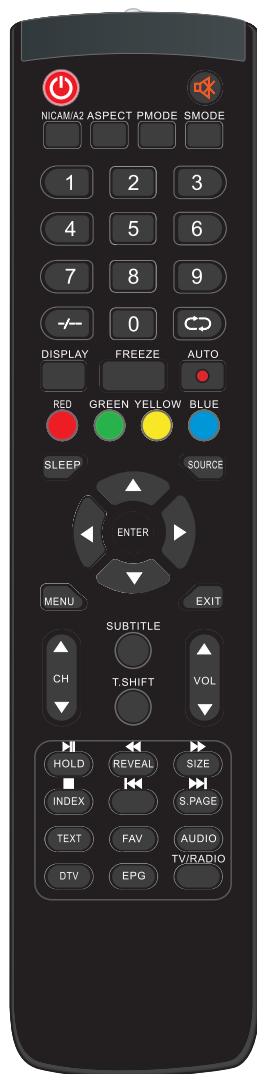 NICAM/A2 ASPECT PMODE SMODE
1 2 3
4 5 6
7 8 9
-/-- 0
DISPLAY FREEZE AUTO
RED GREEN YELLOW BLUE
SLEEP SOURCE
ENTER
MENU EXIT
SUBTITLE
CH T.SHIFT VOL
HOLD REVEAL SIZE
INDEX S.PAGE
TEXT FAV AUDIO
TV/RADIO
DTV EPG